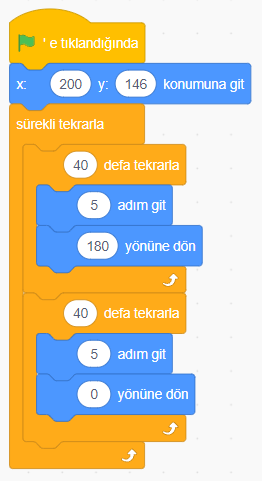 ' e tıklandığında
x: 200 y: 146 konumuna git
sürekli tekrarla
40 defa tekrarla
5 adım git
180 yönüne dön
40 defa tekrarla
5 adım git
0 yönüne dön